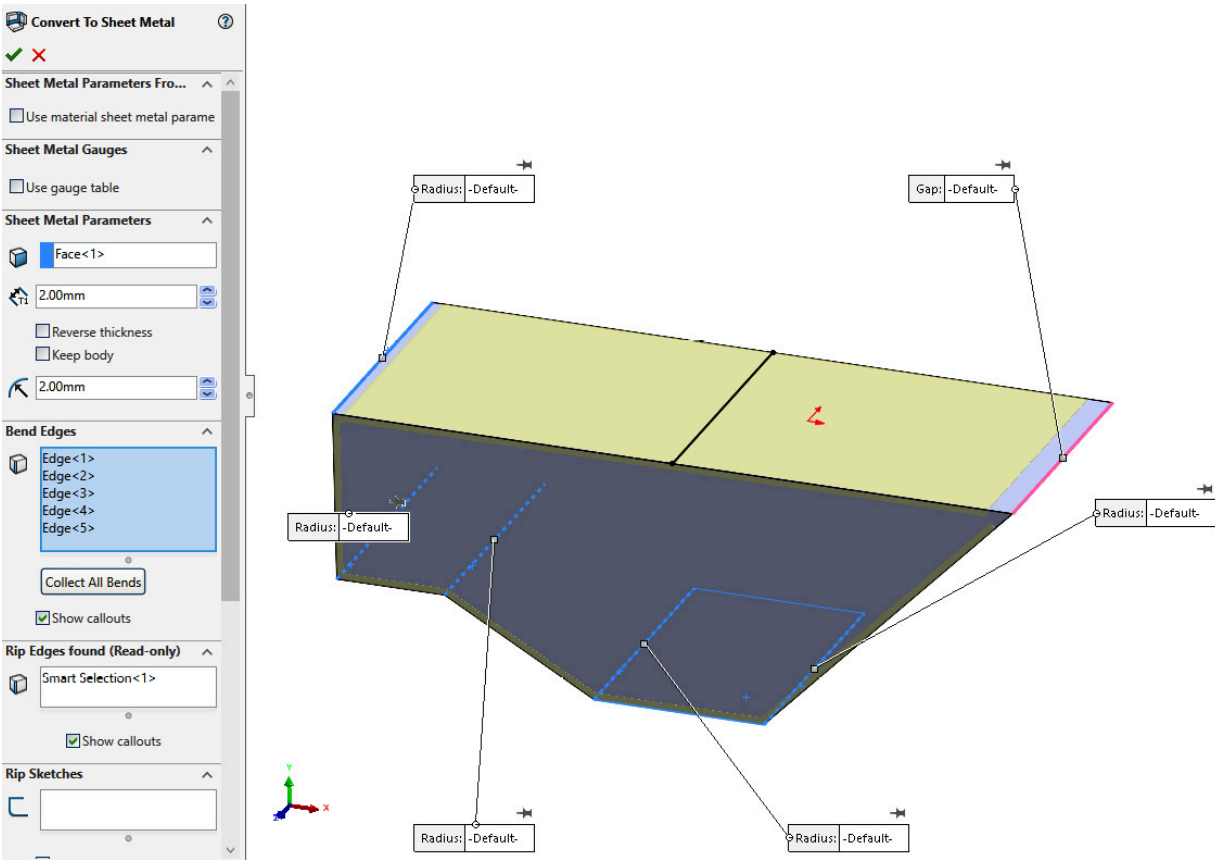 Convert To Sheet Metal
Sheet Metal Parameters Fro...
Use material sheet metal parame
Sheet Metal Gauges
Use gauge table
Sheet Metal Parameters
Face<1>
T1
2.00mm
Reverse thickness
Keep body
2.00mm
Bend Edges
Edge<1>
Edge<2>
Edge<3>
Edge<4>
Edge<5>
Collect All Bends
Show callouts
Rip Edges found (Read-only)
Smart Selection<1>
Show callouts
Rip Sketches
Radius: -Default-
Gap: -Default-
Radius: -Default-
Radius: -Default-
Radius: -Default-
Radius: -Default-
Y
X
Z